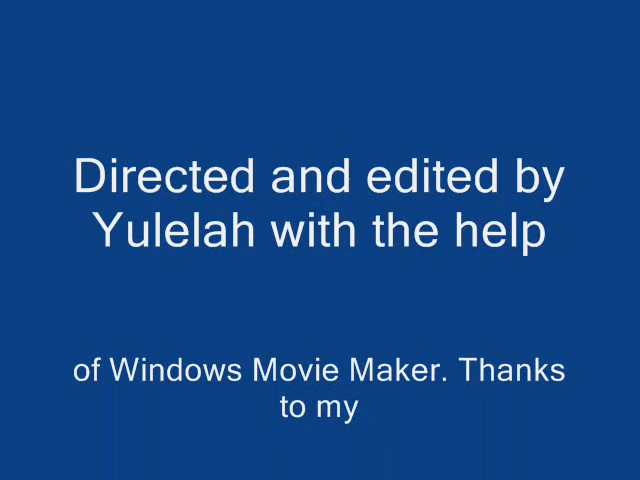 Directed and edited by
Yulelah with the help
of Windows Movie Maker. Thanks
to my